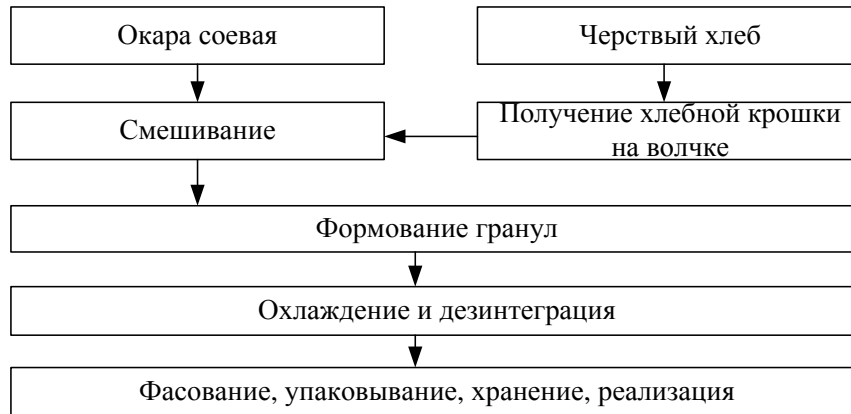 Окара соевая
Черствый хлеб
Смешивание
Получение хлебной крошки
на волчке
Формование гранул
Охлаждение и дезинтеграция
Фасование, упаковывание, хранение, реализация